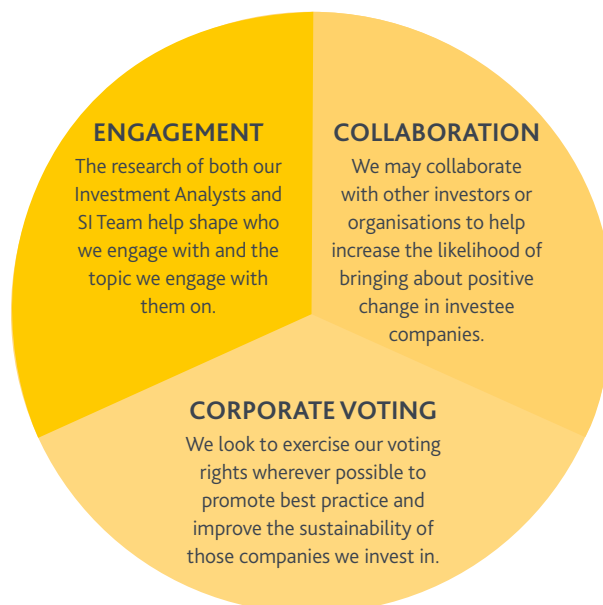 ENGAGEMENT
The research of both our
Investment Analysts and
SI Team help shape who
we engage with and the
topic we engage with
them on.
COLLABORATION
We may collaborate
with other investors or
organisations to help
increase the likelihood of
bringing about positive
change in investee
companies.
CORPORATE VOTING
We look to exercise our voting
rights wherever possible to
promote best practice and
improve the sustainability of
those companies we invest in.